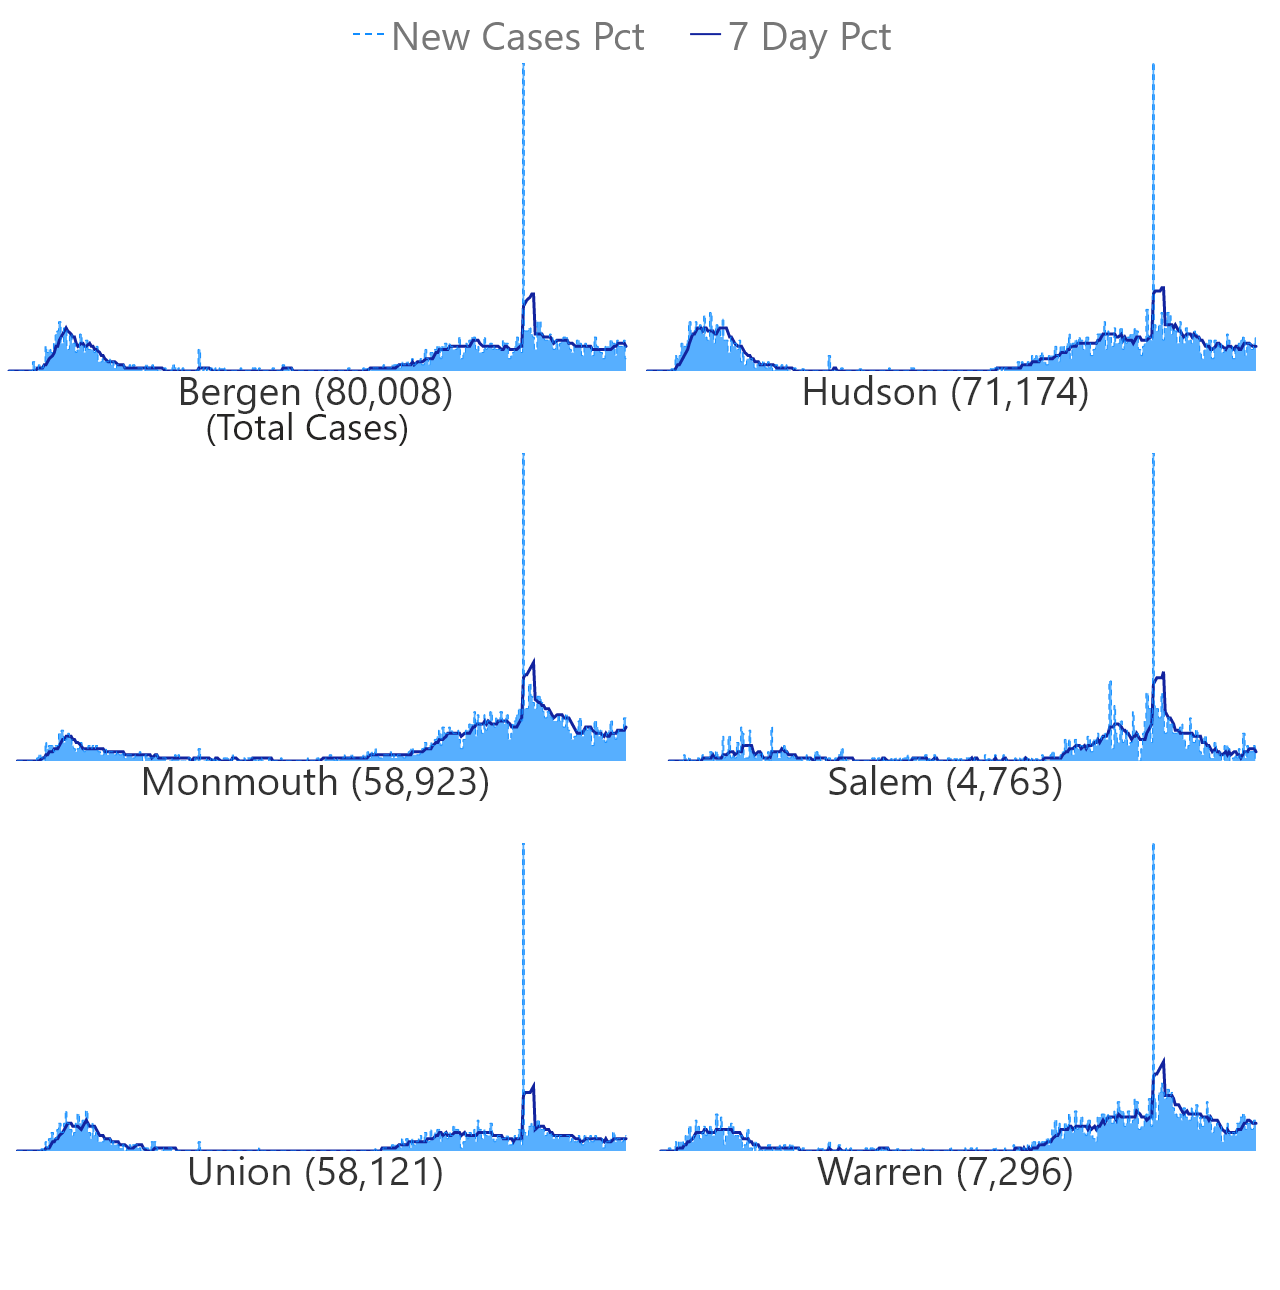 New Cases Pct 7 Day Pct
Bergen (80,008) Hudson (71,174)
(Total Cases)
Monmouth (58,923) Salem (4,763)
Union (58,121) Warren (7,296)